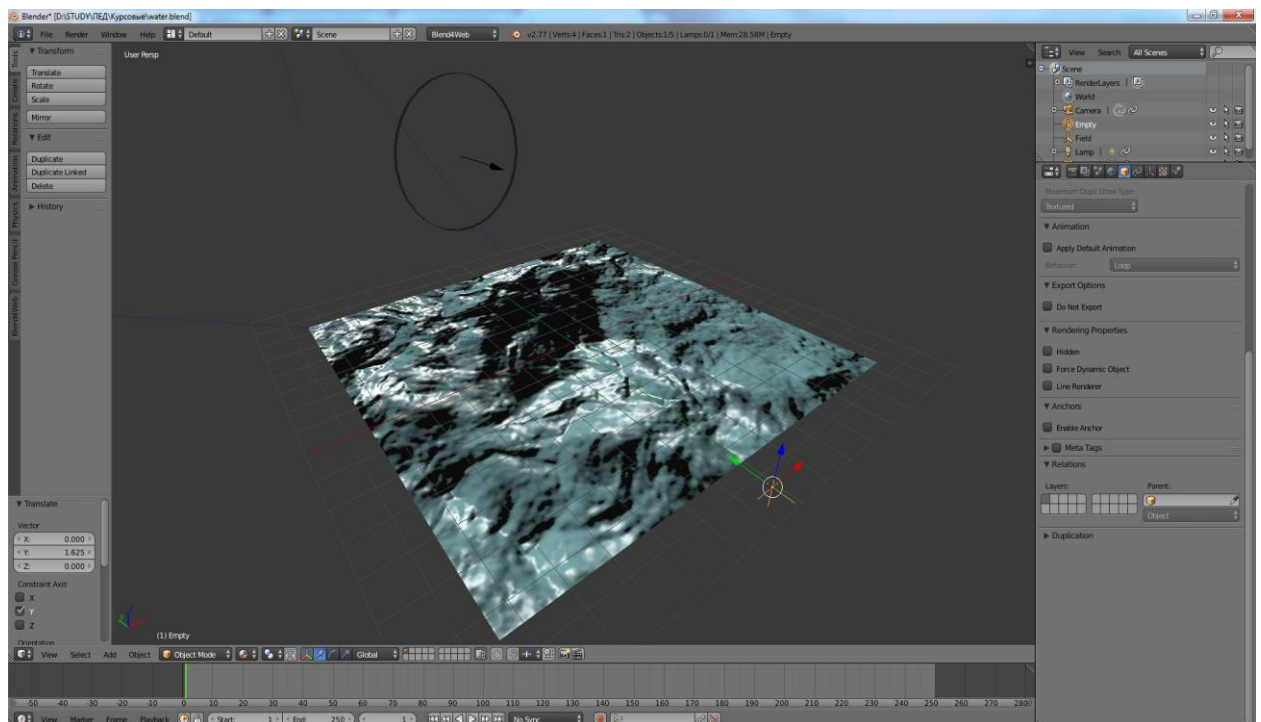 Blender* [D:\STUDY\ПЕД\Курсовые\water.blend]
File Render Window Help Default Scene Blend4Web v2.77 | Verts:4 | Faces:1 | Tris:2 | Objects:1/5 | Lamps:0/1 | Mem:28.58M | Empty
Tools
Create
Relations
Animation
Physics
Grease Pencil
Blend4Web
Transform
Translate
Rotate
Scale
Mirror
Edit
Duplicate
Duplicate Linked
Delete
History
Translate
Vector
X: 0.000
Y: 1.625
Z: 0.000
Constraint Axis
X
Y
Z
Orientation
User Persp
(1) Empty
View Search All Scenes
Scene
RenderLayers |
World
Camera |
Empty
Field
Lamp |
Maximum Dupli Draw Type:
Textured
Animation
Apply Default Animation
Behavior: Loop
Export Options
Do Not Export
Rendering Properties
Hidden
Force Dynamic Object
Line Renderer
Anchors
Enable Anchor
Meta Tags
Relations
Layers: Parent:
Object
Duplication
View Select Add Object Object Mode Global
-50 -40 -30 -20 -10 0 10 20 30 40 50 60 70 80 90 100 110 120 130 140 150 160 170 180 190 200 210 220 230 240 250 260 270 280
View Marker Frame Playback Start: 1 End: 250 1 No Sync